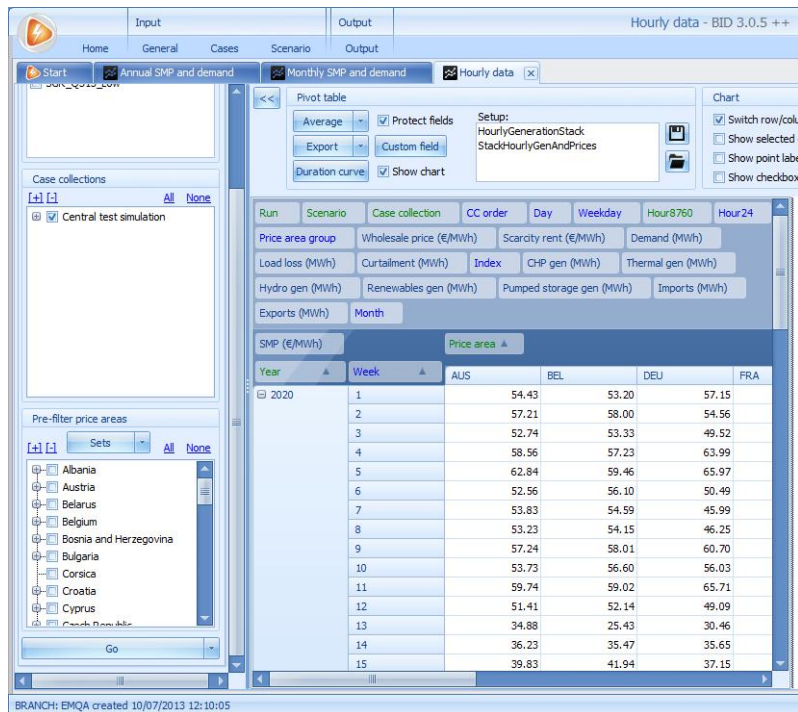 Input Output Hourly data - BID 3.0.5 ++
Home General Cases Scenario Output
Start Annual SMP and demand Monthly SMP and demand Hourly data
<< Pivot table Chart
Average Protect fields Setup: Switch row/colu
HourlyGenerationStack
StackHourlyGenAndPrices
Export Custom field Show selected
Duration curve Show chart Show point labe
Show checkbox
Case collections
[+] [-] All None
Central test simulation
Pre-filter price areas
[+] [-] Sets All None
Albania
Austria
Belarus
Belgium
Bosnia and Herzegovina
Bulgaria
Corsica
Croatia
Cyprus
Czech Republic
Go
Run Scenario Case collection CC order Day Weekday Hour8760 Hour24
Price area group Wholesale price (€/MWh) Scarcity rent (€/MWh) Demand (MWh)
Load loss (MWh) Curtailment (MWh) Index CHP gen (MWh) Thermal gen (MWh)
Hydro gen (MWh) Renewables gen (MWh) Pumped storage gen (MWh) Imports (MWh)
Exports (MWh) Month
SMP (€/MWh) Price area
Year Week AUS BEL DEU FRA
2020 1 54.43 53.20 57.15
2 57.21 58.00 54.56
3 52.74 53.33 49.52
4 58.56 57.23 63.99
5 62.84 59.46 65.97
6 52.56 56.10 50.49
7 53.83 54.59 45.99
8 53.23 54.15 46.25
9 57.24 58.01 60.70
10 53.73 56.60 56.03
11 59.74 59.02 65.71
12 51.41 52.14 49.09
13 34.88 25.43 30.46
14 36.23 35.47 35.65
15 39.83 41.94 37.15
BRANCH: EMQA created 10/07/2013 12:10:05